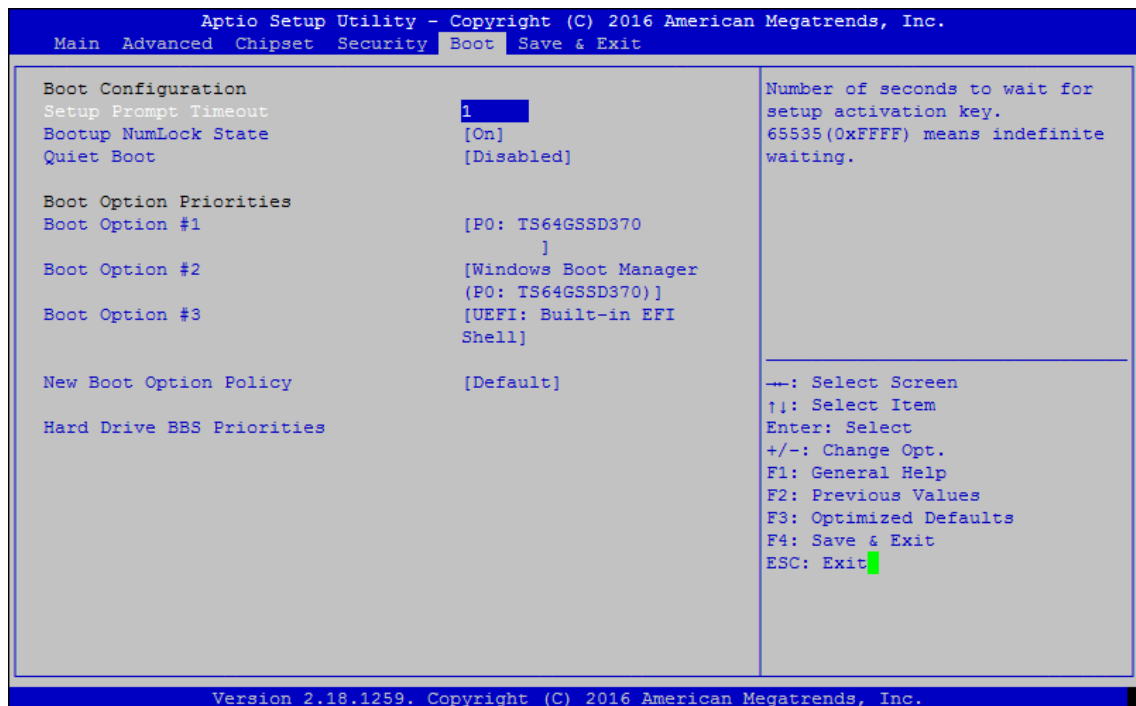 Aptio Setup Utility – Copyright (C) 2016 American Megatrends, Inc.
Main Advanced Chipset Security Boot Save & Exit
Boot Configuration
Setup Prompt Timeout 1
Bootup NumLock State [On]
Quiet Boot [Disabled]
Boot Option Priorities
Boot Option #1 [P0: TS64GSSD370
]
Boot Option #2 [Windows Boot Manager
(P0: TS64GSSD370)]
Boot Option #3 [UEFI: Built-in EFI
Shell]
New Boot Option Policy [Default]
Hard Drive BBS Priorities
Number of seconds to wait for
setup activation key.
65535(0xFFFF) means indefinite
waiting.
→←: Select Screen
↑↓: Select Item
Enter: Select
+/-: Change Opt.
F1: General Help
F2: Previous Values
F3: Optimized Defaults
F4: Save & Exit
ESC: Exit
Version 2.18.1259. Copyright (C) 2016 American Megatrends, Inc.